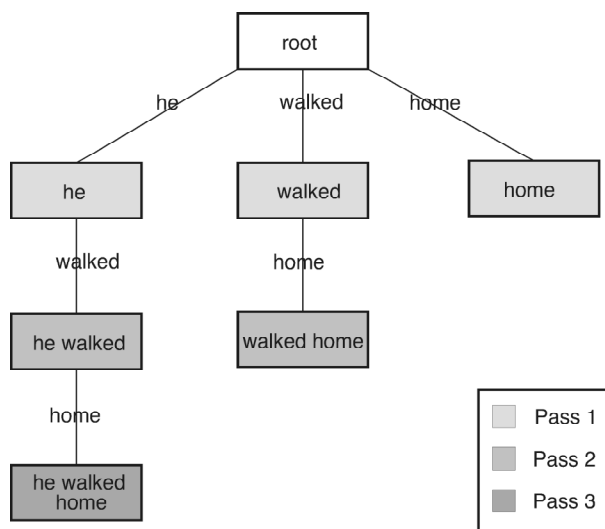 root
he
walked
home
he
walked
home
walked
home
he walked
walked home
home
he walked
home
Pass 1
Pass 2
Pass 3